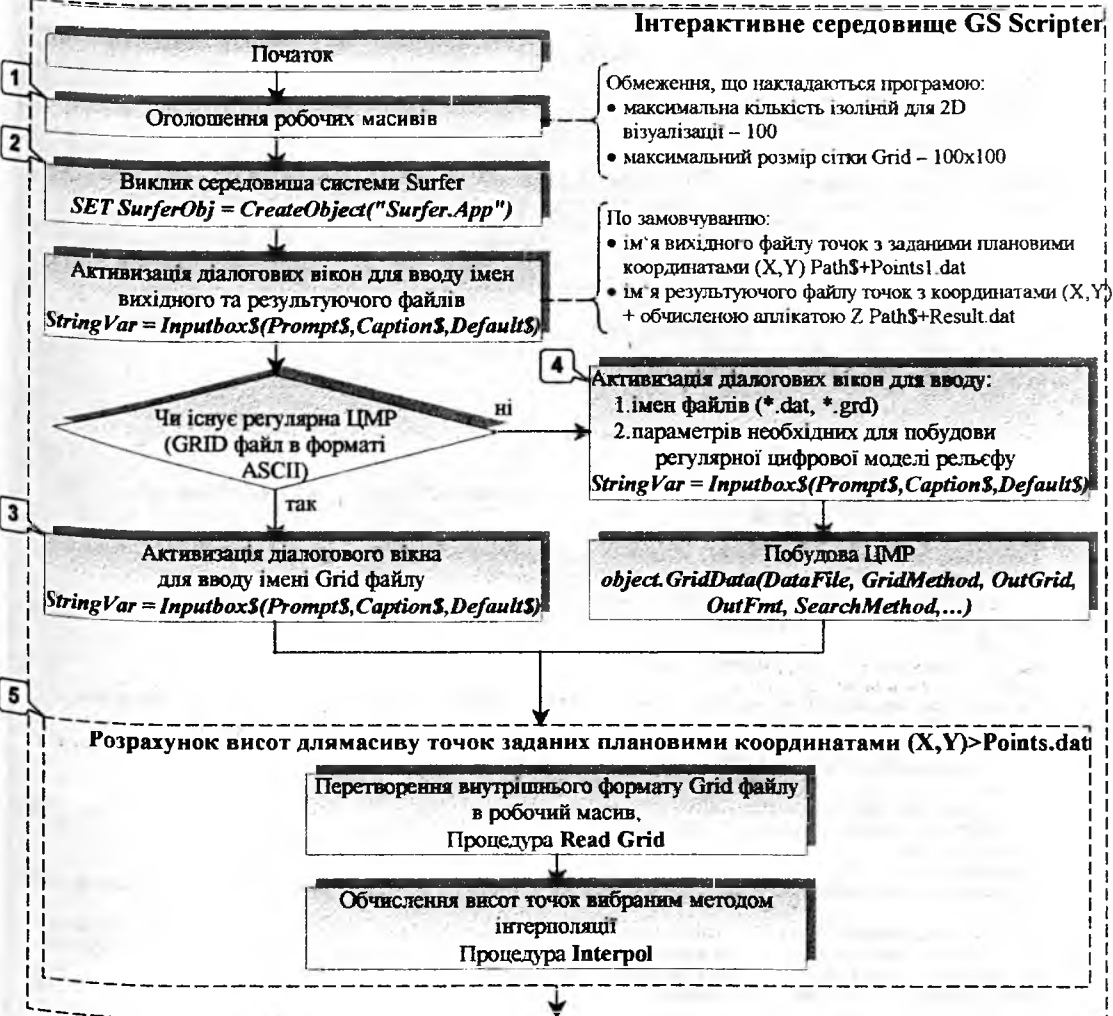 Інтерактивне середовище GS Scripter
Початок
1
Оголошення робочих масивів
Обмеження, що накладаються програмою:
• максимальна кількість ізоліній для 2D
візуалізації – 100
• максимальний розмір сітки Grid – 100x100
2
Виклик середовиша системи Surfer
SET SurferObj = CreateObject("Surfer.App")
Активизація діалогових вікон для вводу імен
вихідного та результуючого файлів
StringVar = Inputbox$(Prompt$,Caption$,Default$)
По замовчуванню:
• ім`я вихідного файлу точок з заданими плановими
координатами (X,Y) Path$+Points1.dat
• ім`я результуючого файлу точок з координатами (X,Y)
+ обчисленою аплікатою Z Path$+Result.dat
Чи існує регулярна ЦМР
(GRID файл в форматі
ASCII)
ні
так
4
Активизація діалогових вікон для вводу:
1.імен файлів (*.dat, *.grd)
2.параметрів необхідних для побудови
регулярної цифрової моделі рельєфу
StringVar = Inputbox$(Prompt$,Caption$,Default$)
3
Активизація діалогового вікна
для вводу імені Grid файлу
StringVar = Inputbox$(Prompt$,Caption$,Default$)
Побудова ЦМР
object.GridData(DataFile, GridMethod, OutGrid,
OutFmt, SearchMethod,...)
5
Розрахунок висот длямасиву точок заданих плановими координатами (X,Y)>Points.dat
Перетворення внутрішнього формату Grid файлу
в робочий масив,
Процедура Read Grid
Обчислення висот точок вибраним методом
інтерполяції
Процедура Interpol